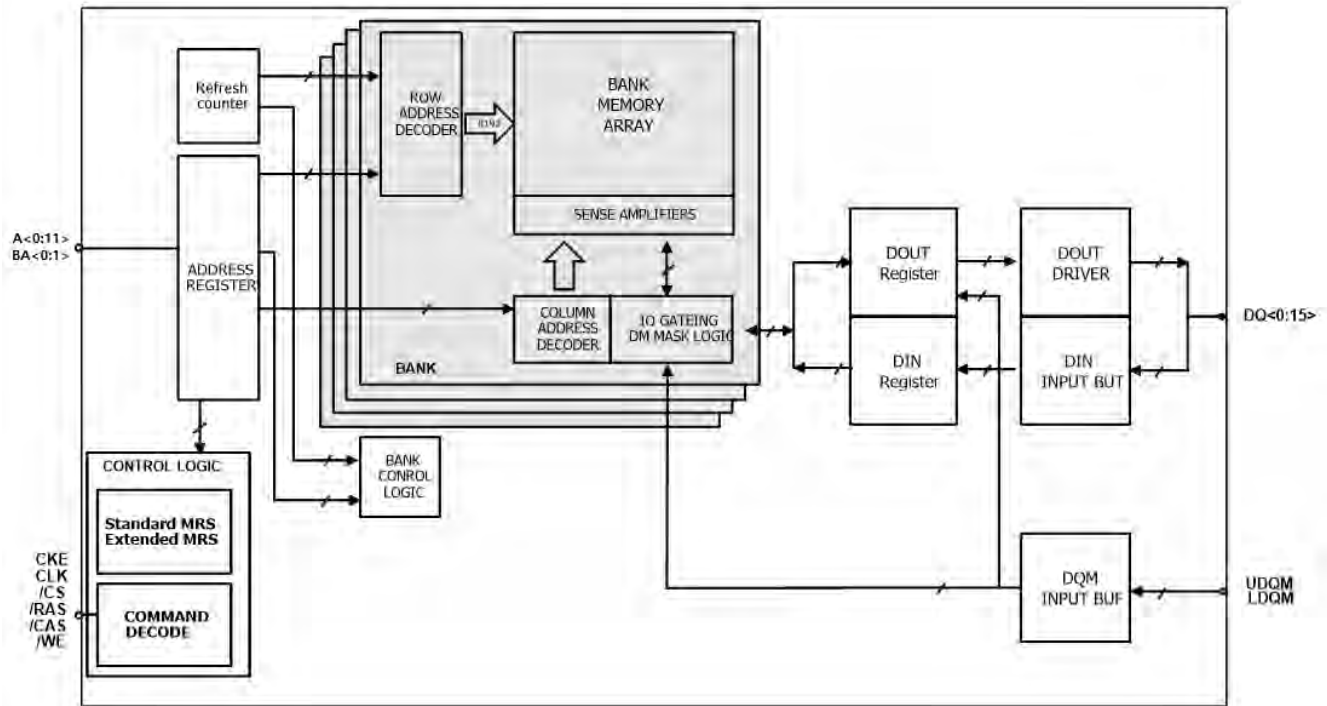 Refresh
counter
ROW
ADDRESS
DECODER
BANK
MEMORY
ARRAY
SENSE AMPLIFIERS
A<0:11>
BA<0:1>
ADDRESS
REGISTER
COLUMN
ADDRESS
DECODER
IO GATEING
DM MASK LOGIC
BANK
DOUT
Register
DOUT
DRIVER
DIN
Register
DIN
INPUT BUT
DQ<0:15>
BANK
CONROL
LOGIC
CONTROL LOGIC
Standard MRS
Extended MRS
COMMAND
DECODE
CKE
CLK
/CS
/RAS
/CAS
/WE
DQM
INPUT BUF
UDQM
LDQM